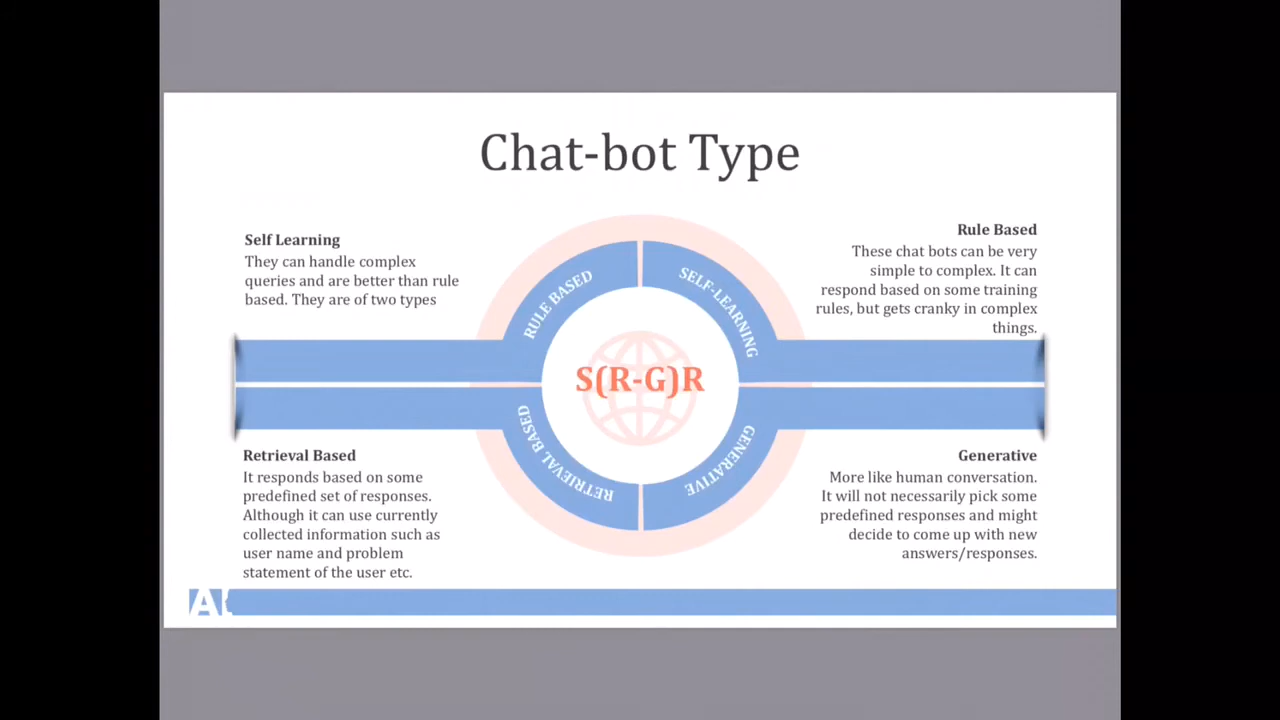 Chat-bot Type
Self Learning
They can handle complex
queries and are better than rule
based. They are of two types
Rule Based
These chat bots can be very
simple to complex. It can
respond based on some training
rules, but gets cranky in complex
things.
RULE BASED
SELF-LEARNING
S(R-G)R
RETRIEVAL BASED
GENERATIVE
Retrieval Based
It responds based on some
predefined set of responses.
Although it can use currently
collected information such as
user name and problem
statement of the user etc.
Generative
More like human conversation.
It will not necessarily pick some
predefined responses and might
decide to come up with new
answers/responses.